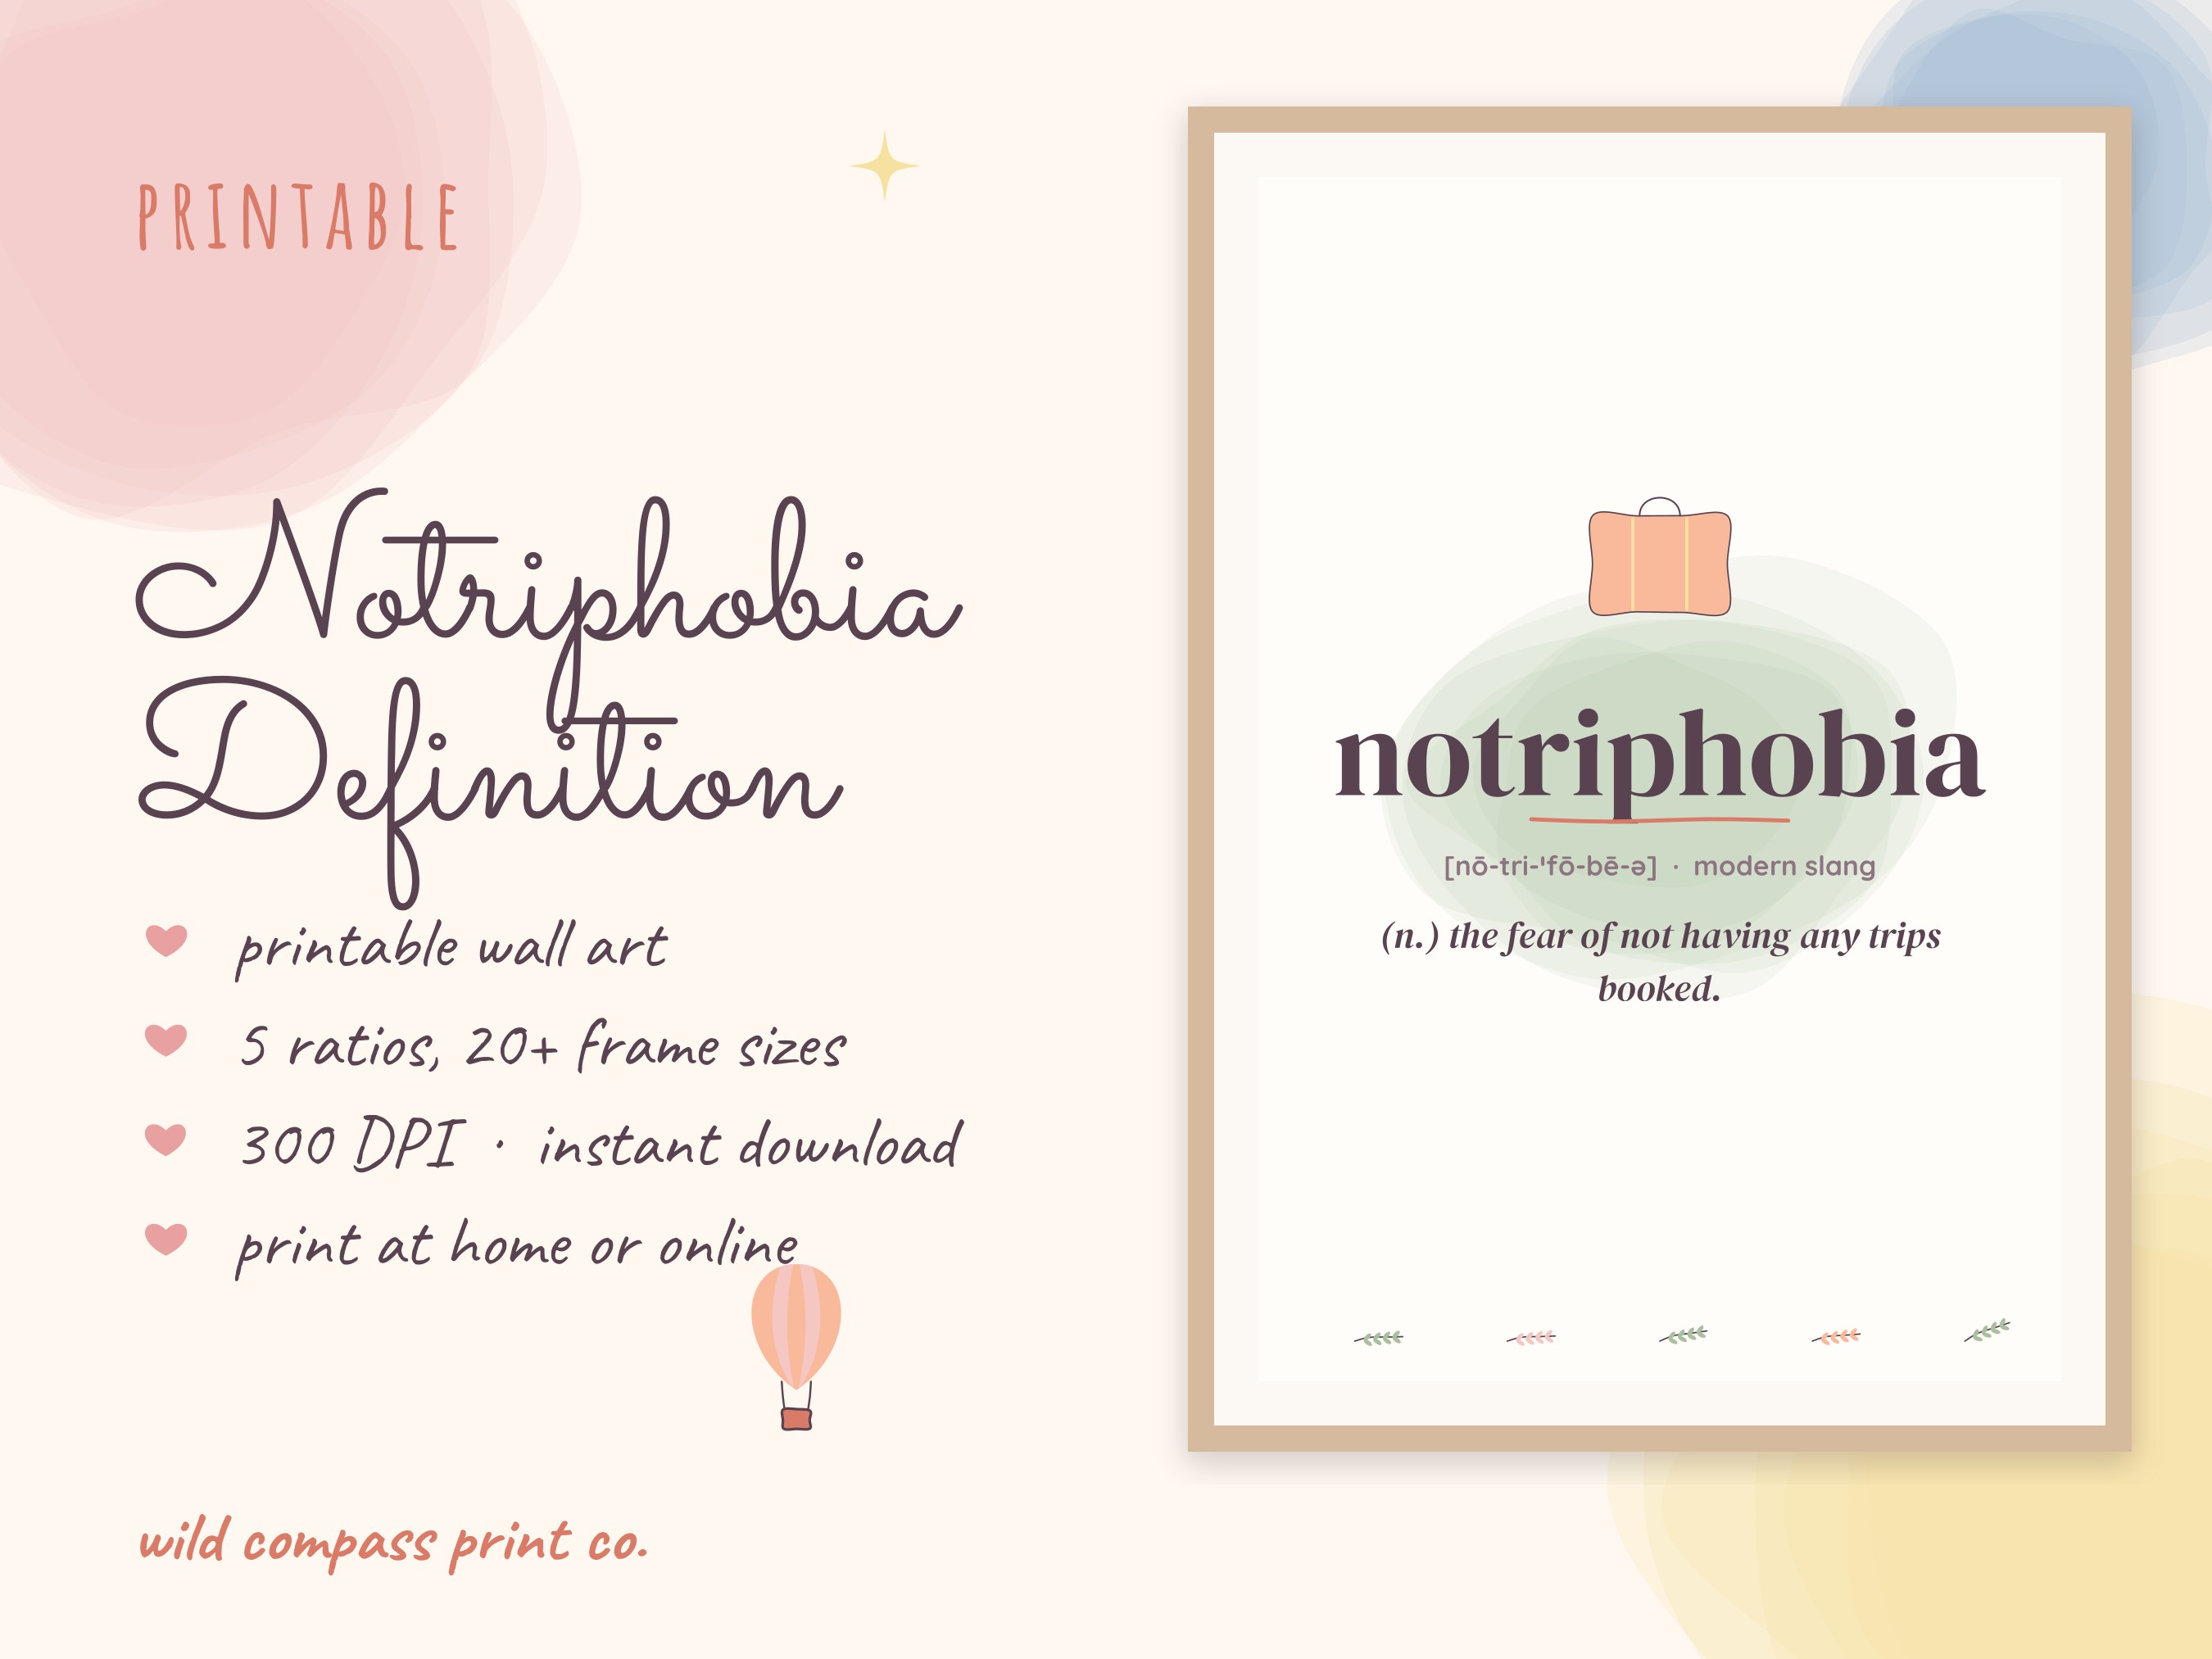 PRINTABLE
Notriphobia
Definition
printable wall art
5 ratios, 20+ frame sizes
300 DPI · instant download
print at home or online
wild compass print co.
notriphobia
[nō-tri-ˈfō-bē-ə] · modern slang
(n.) the fear of not having any trips
booked.